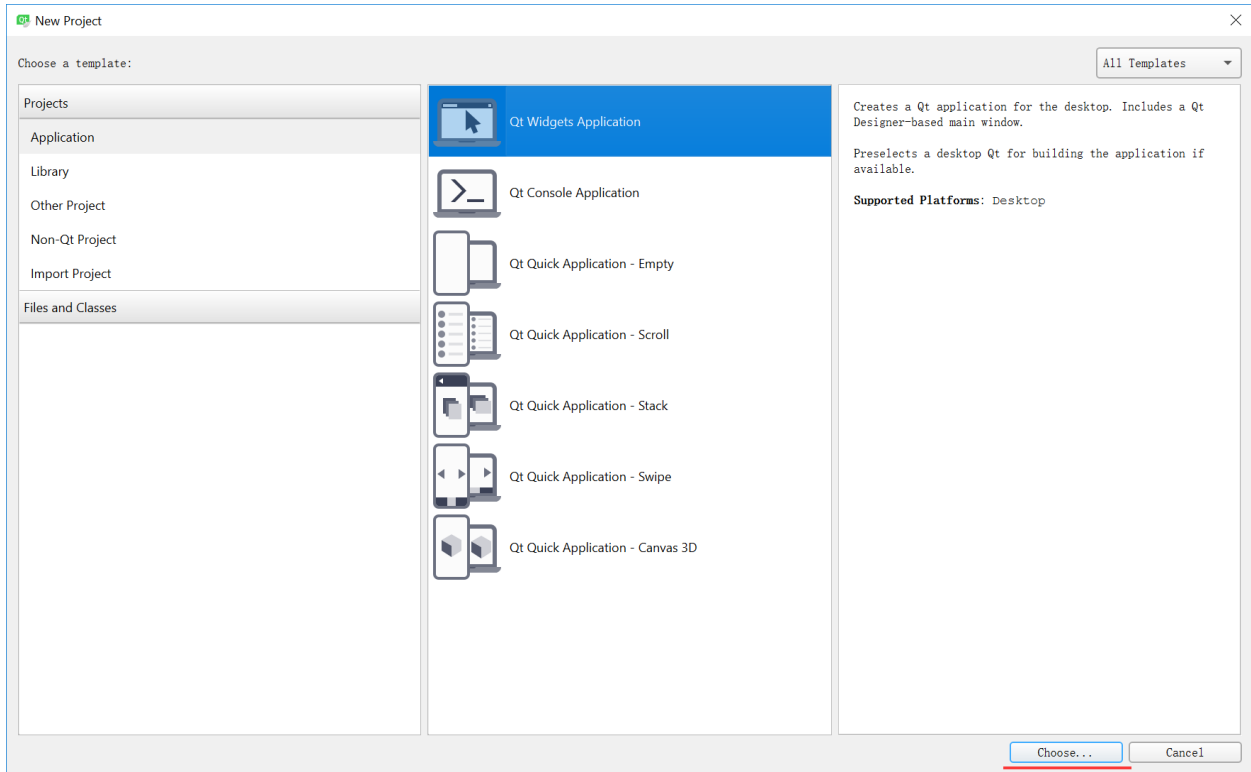 New Project
Choose a template:
All Templates
Projects
Application
Library
Other Project
Non-Qt Project
Import Project
Files and Classes
Qt Widgets Application
Qt Console Application
Qt Quick Application - Empty
Qt Quick Application - Scroll
Qt Quick Application - Stack
Qt Quick Application - Swipe
Qt Quick Application - Canvas 3D
Creates a Qt application for the desktop. Includes a Qt
Designer-based main window.
Preselects a desktop Qt for building the application if
available.
Supported Platforms: Desktop
Choose...
Cancel